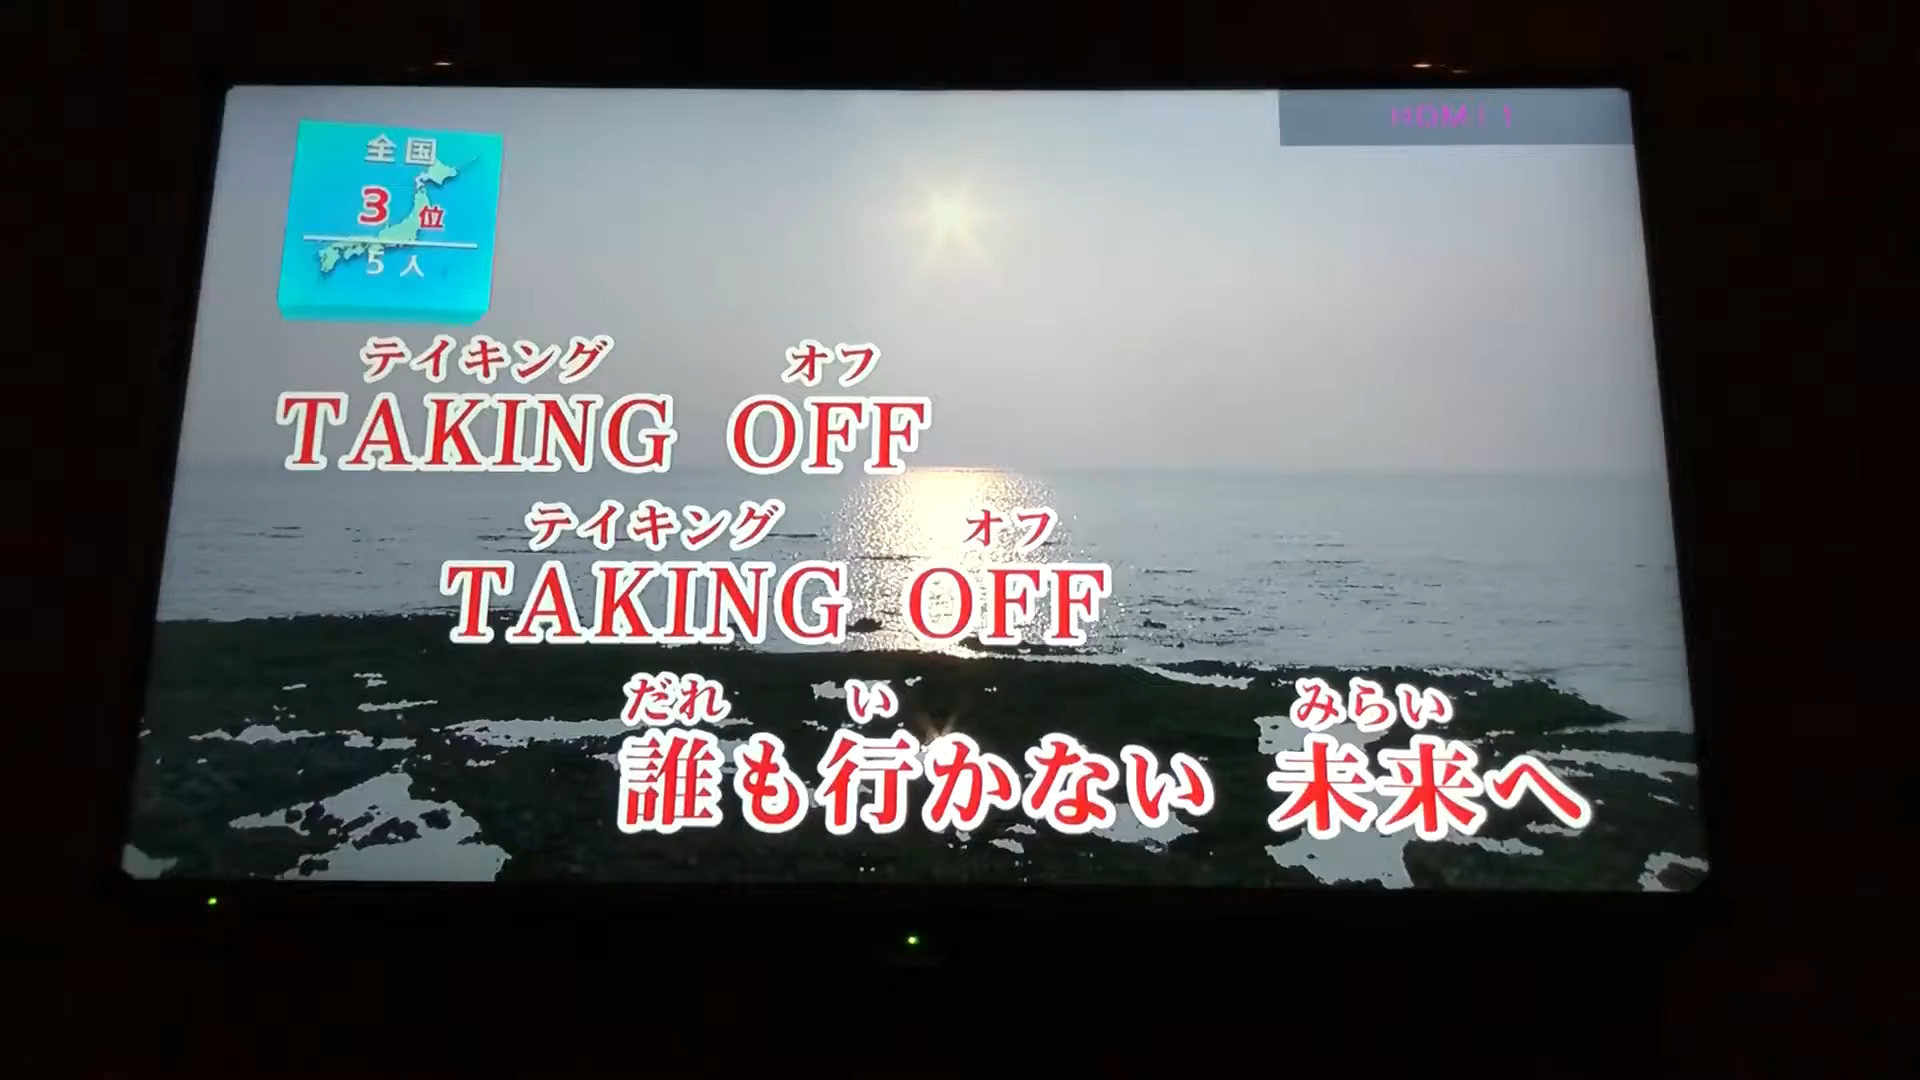 全国
3位
5人
HDMI 1
テイキング オフ
TAKING OFF
テイキング オフ
TAKING OFF
だれ い みらい
誰も行かない 未来へ